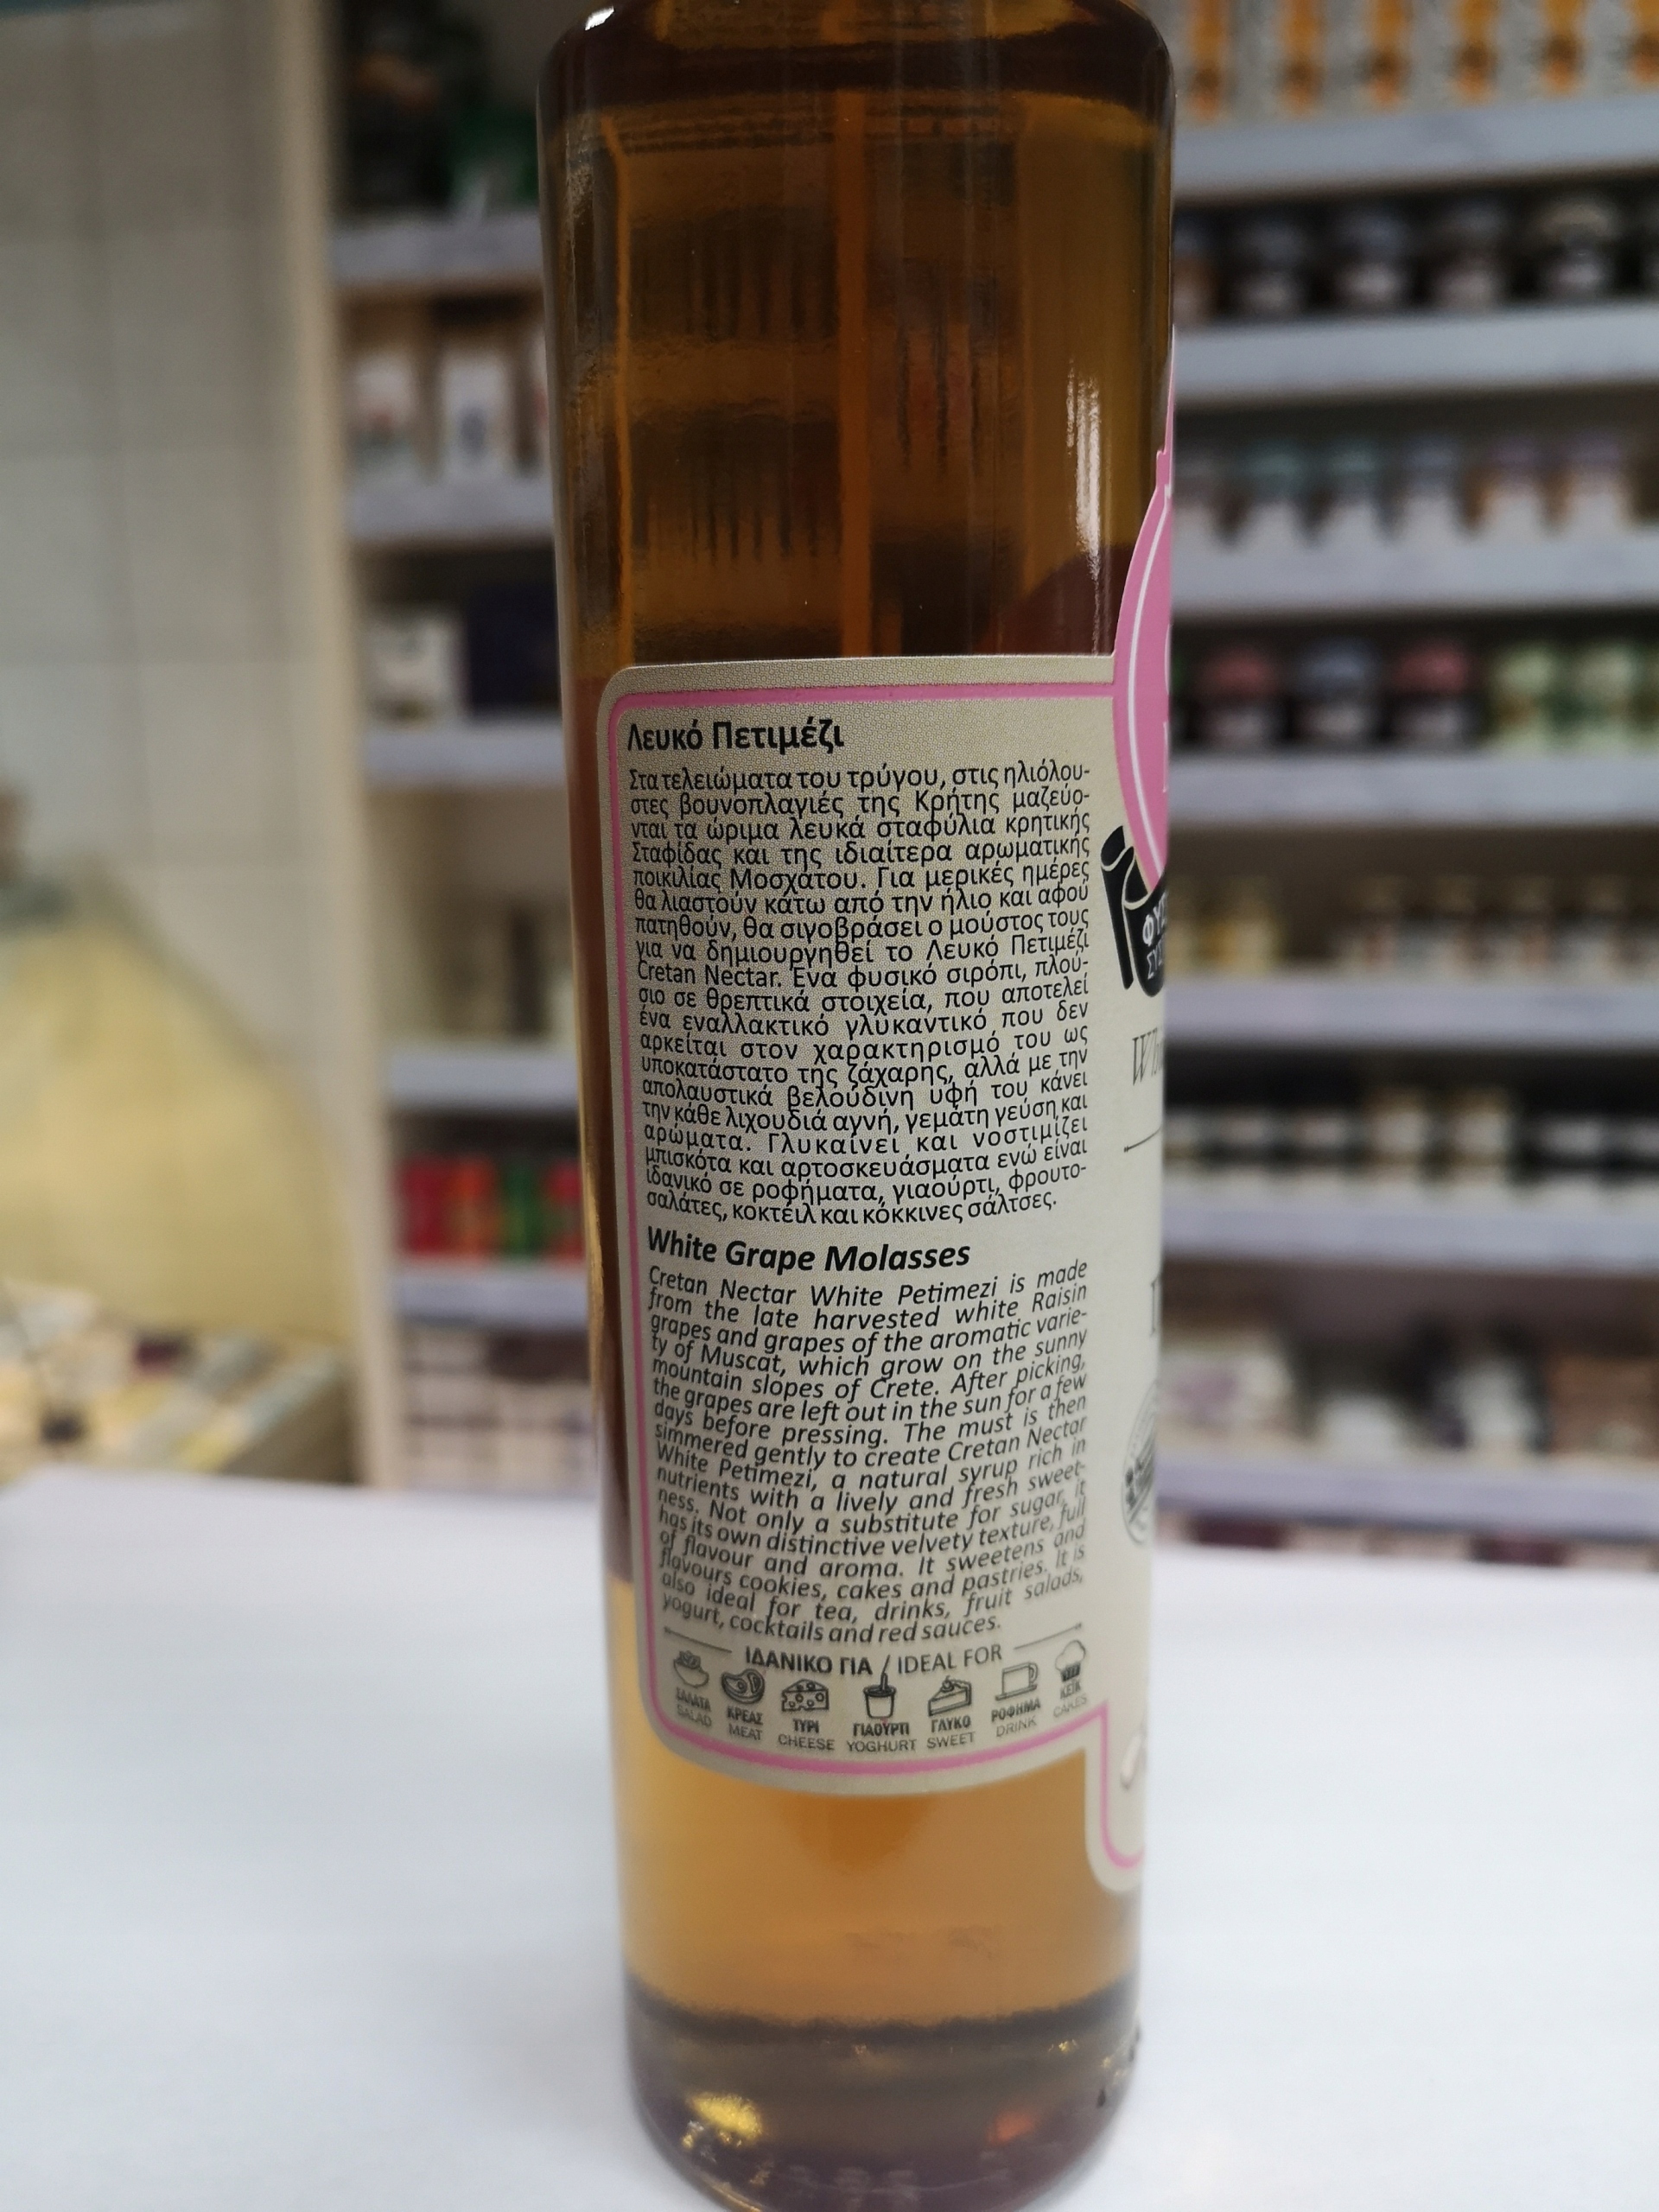 Λευκό Πετιμέζι
Στα τελειώματα του τρύγου, στις ηλιόλου-
στες βουνοπλαγιές της Κρήτης μαζεύο-
νται τα ώριμα λευκά σταφύλια κρητικής
Σταφίδας και της ιδιαίτερα αρωματικής
ποικιλίας Μοσχάτου. Για μερικές ημέρες
θα λιαστούν κάτω από την ήλιο και αφού
πατηθούν, θα σιγοβράσει ο μούστος τους
για να δημιουργηθεί το Λευκό Πετιμέζι
Cretan Nectar. Ένα φυσικό σιρόπι, πλού-
σιο σε θρεπτικά στοιχεία, που αποτελεί
ένα εναλλακτικό γλυκαντικό που δεν
αρκείται στον χαρακτηρισμό του ως
υποκατάστατο της ζάχαρης, αλλά με την
απολαυστικά βελούδινη υφή του κάνει
την κάθε λιχουδιά αγνή, γεμάτη γεύση και
αρώματα. Γλυκαίνει και νοστιμίζει
μπισκότα και αρτοσκευάσματα ενώ είναι
ιδανικό σε ροφήματα, γιαούρτι, φρουτο-
σαλάτες, κοκτέιλ και κόκκινες σάλτσες.
White Grape Molasses
Cretan Nectar White Petimezi is made
from the late harvested white Raisin
grapes and grapes of the aromatic varie-
ty of Muscat, which grow on the sunny
mountain slopes of Crete. After picking,
the grapes are left out in the sun for a few
days before pressing. The must is then
simmered gently to create Cretan Nectar
White Petimezi, a natural syrup rich in
nutrients with a lively and fresh sweet-
ness. Not only a substitute for sugar, it
has its own distinctive velvety texture, full
of flavour and aroma. It sweetens and
flavours cookies, cakes and pastries. It is
also ideal for tea, drinks, fruit salads,
yogurt, cocktails and red sauces.
ΙΔΑΝΙΚΟ ΓΙΑ / IDEAL FOR
ΣΑΛΑΤΑ ΚΡΕΑΣ ΤΥΡΙ ΓΙΑΟΥΡΤΙ ΓΛΥΚΟ ΡΟΦΗΜΑ ΚΕΪΚ
SALAD MEAT CHEESE YOGHURT SWEET DRINK CAKES